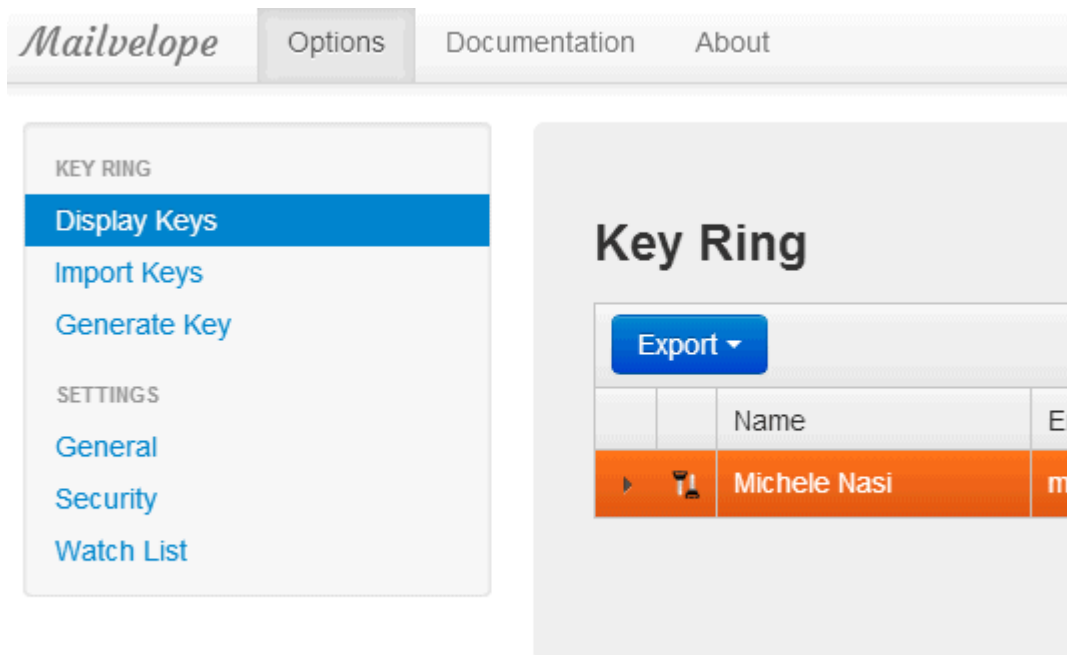 Mailvelope Options Documentation About
KEY RING
Display Keys
Import Keys
Generate Key
SETTINGS
General
Security
Watch List
Key Ring
Export
Name
Michele Nasi